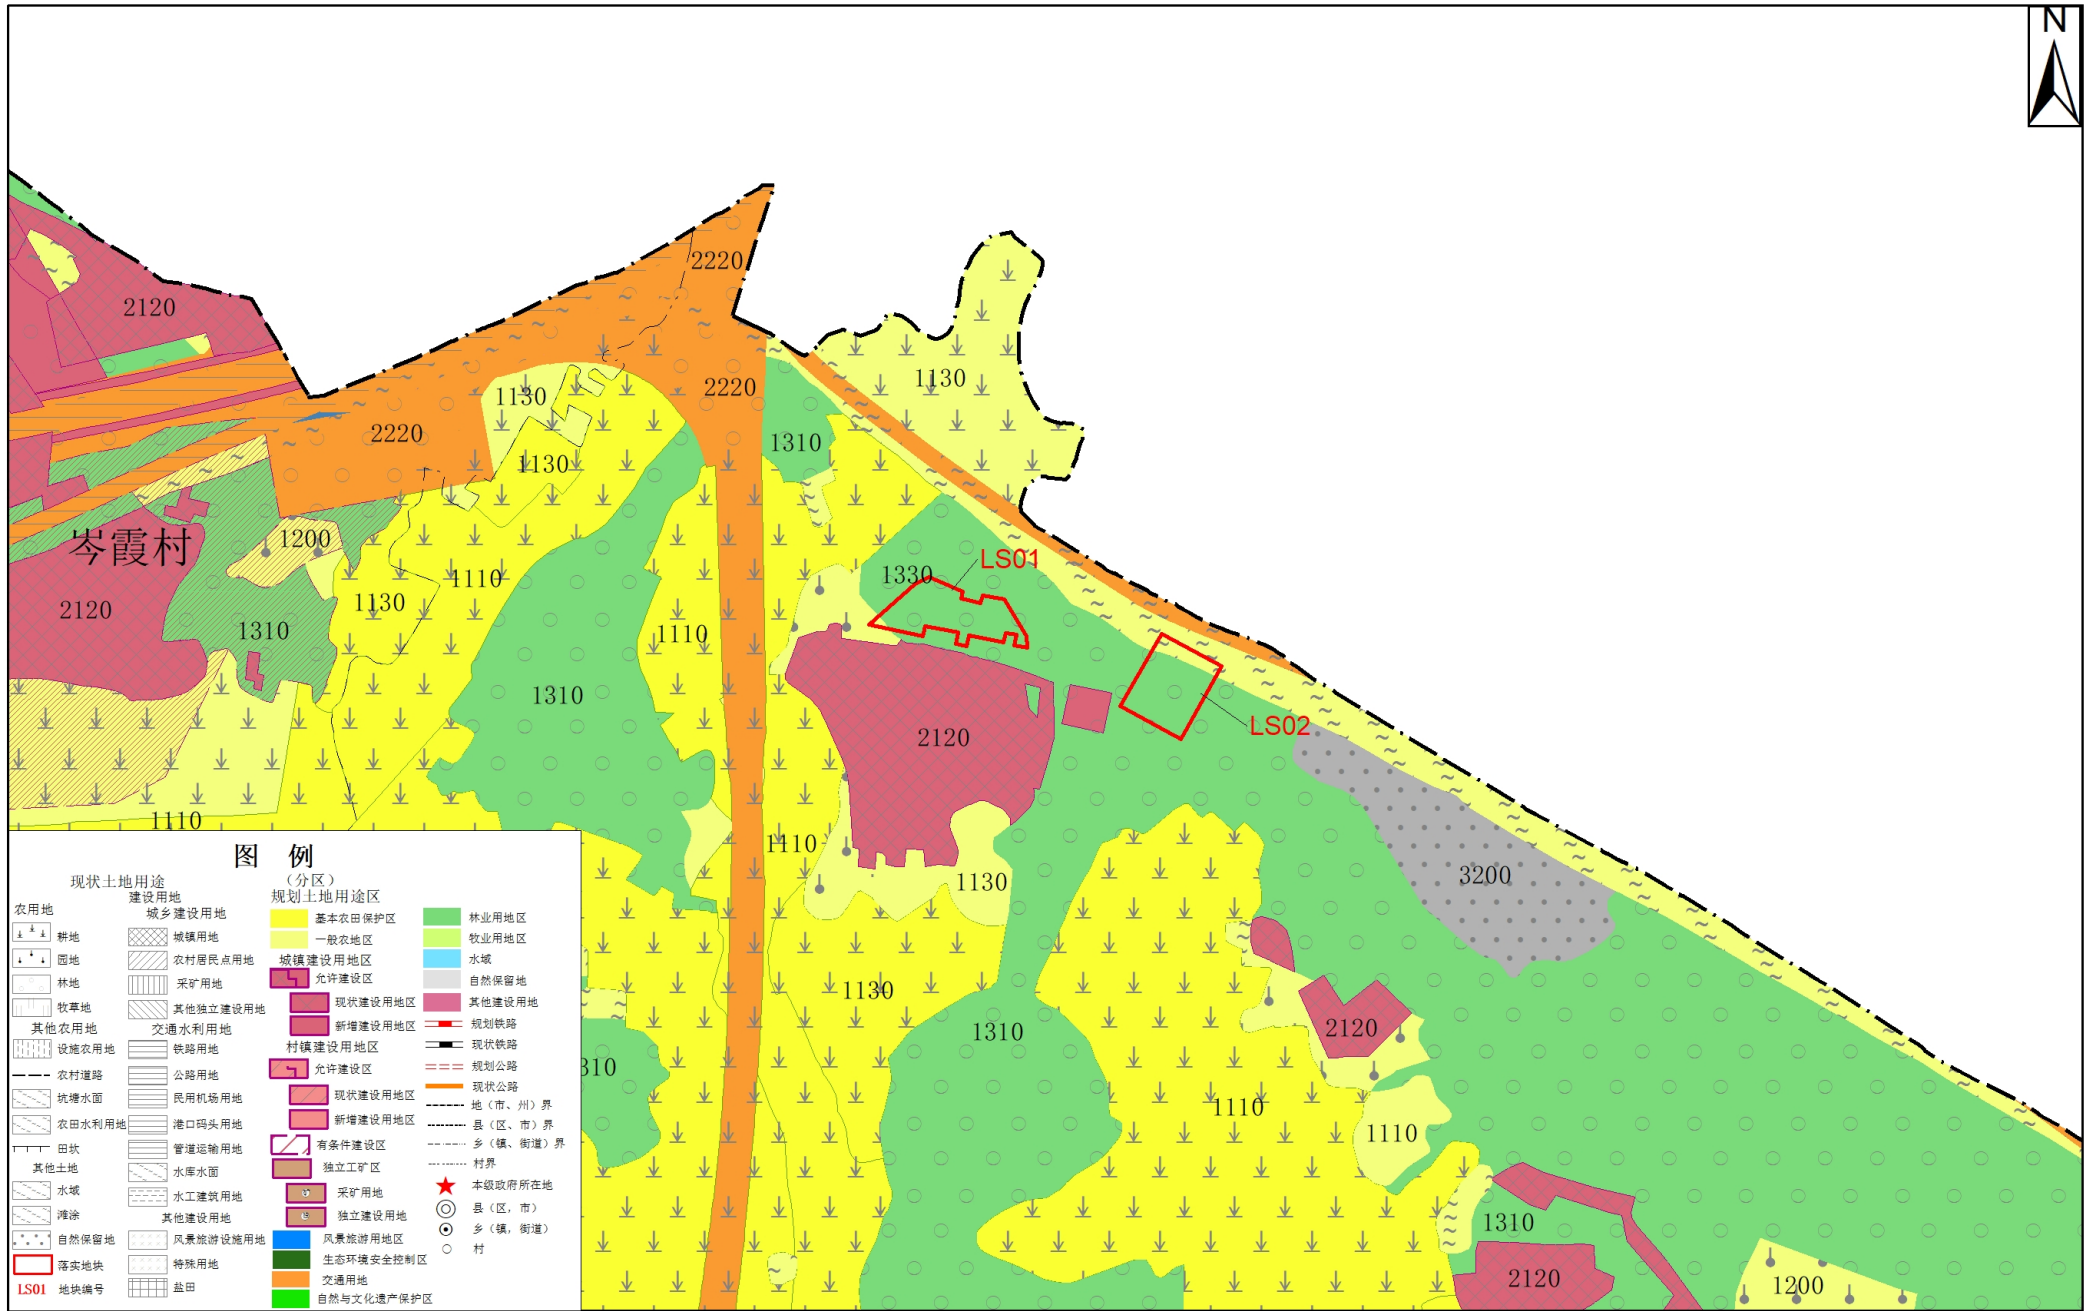 N
2220
2120
1130
2220
1130
2220
1310
1130
岑霞村
1200
LS01
1330
1110
1130
2120
1310
1110
1310
LS02
2120
1110
1110
3200
1130
1130
1310
2120
310
1110
1110
1310
2120
1200
图 例
(分区)
现状土地用途
建设用地
规划土地用途区
农用地
城乡建设用地
基本农田保护区
林业用地区
耕地
城镇用地
一般农地区
牧业用地区
园地
农村居民点用地
城镇建设用地区
水域
林地
采矿用地
允许建设区
自然保留地
牧草地
其他独立建设用地
现状建设用地区
其他建设用地
其他农用地
交通水利用地
新增建设用地区
规划铁路
设施农用地
铁路用地
村镇建设用地区
现状铁路
农村道路
公路用地
允许建设区
规划公路
坑塘水面
民用机场用地
现状建设用地区
现状公路
农田水利用地
港口码头用地
新增建设用地区
地（市、州）界
县（区、市）界
田坎
管道运输用地
有条件建设区
乡（镇、街道）界
其他土地
水库水面
独立工矿区
村界
水域
水工建筑用地
采矿用地
本级政府所在地
滩涂
其他建设用地
独立建设用地
县（区，市）
自然保留地
风景旅游设施用地
风景旅游用地区
乡（镇，街道）
落实地块
特殊用地
生态环境安全控制区
村
LS01
地块编号
盐田
交通用地
自然与文化遗产保护区